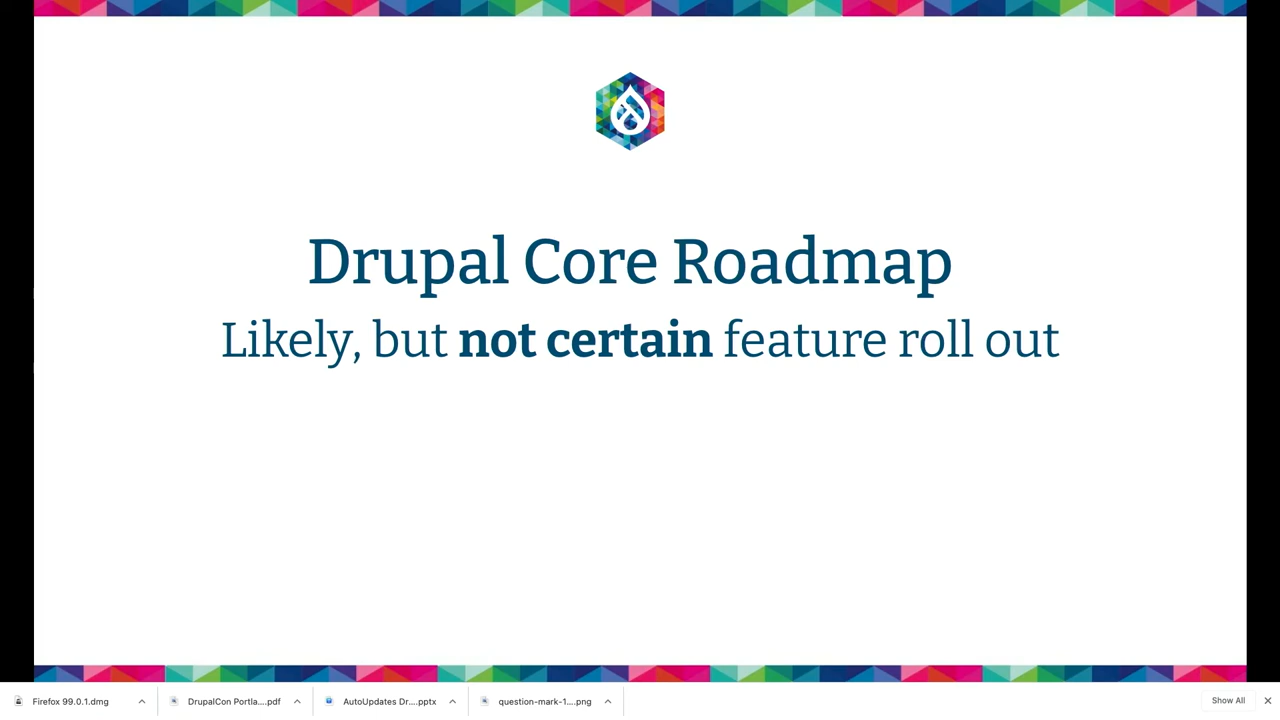 Drupal Core Roadmap
Likely, but not certain feature roll out
Firefox 99.0.1.dmg
DrupalCon Portla....pdf
AutoUpdates Dr....pptx
question-mark-1....png
Show All